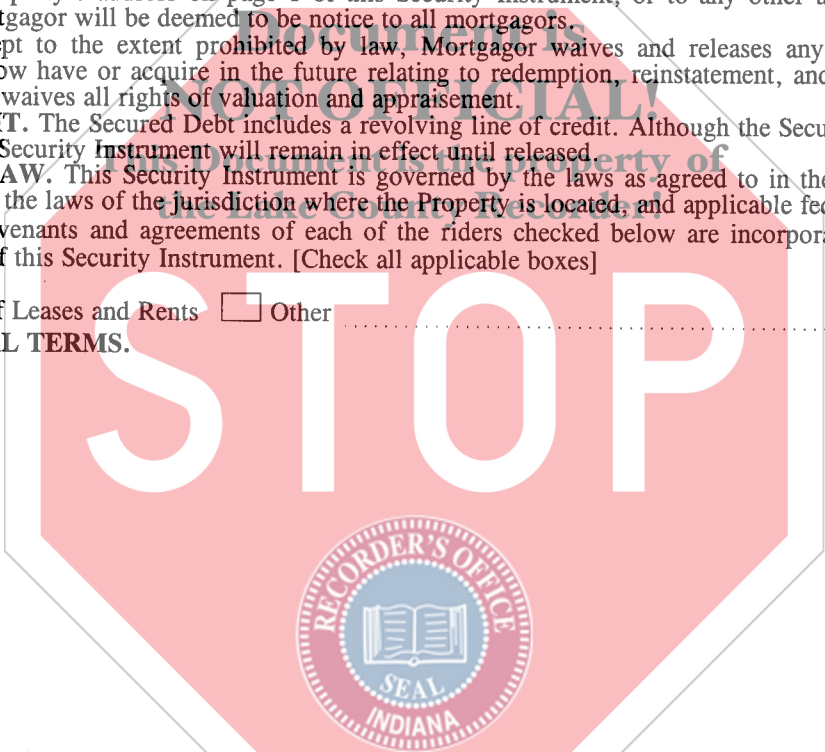 tgagor will be deemed to be notice to all mortgagors.
pt to the extent prohibited by law, Mortgagor waives and releases any
ow have or acquire in the future relating to redemption, reinstatement, and
waives all rights of valuation and appraisement.
T. The Secured Debt includes a revolving line of credit. Although the Secu
Security Instrument will remain in effect until released.
AW. This Security Instrument is governed by the laws as agreed to in the
the laws of the jurisdiction where the Property is located, and applicable fed
venants and agreements of each of the riders checked below are incorpora
f this Security Instrument. [Check all applicable boxes]
f Leases and Rents Other
L TERMS.
Document is
NOT OFFICIAL!
This Document is the property of
the Lake County Recorder!
STOP
RECORDER'S OFFICE
SEAL
INDIANA